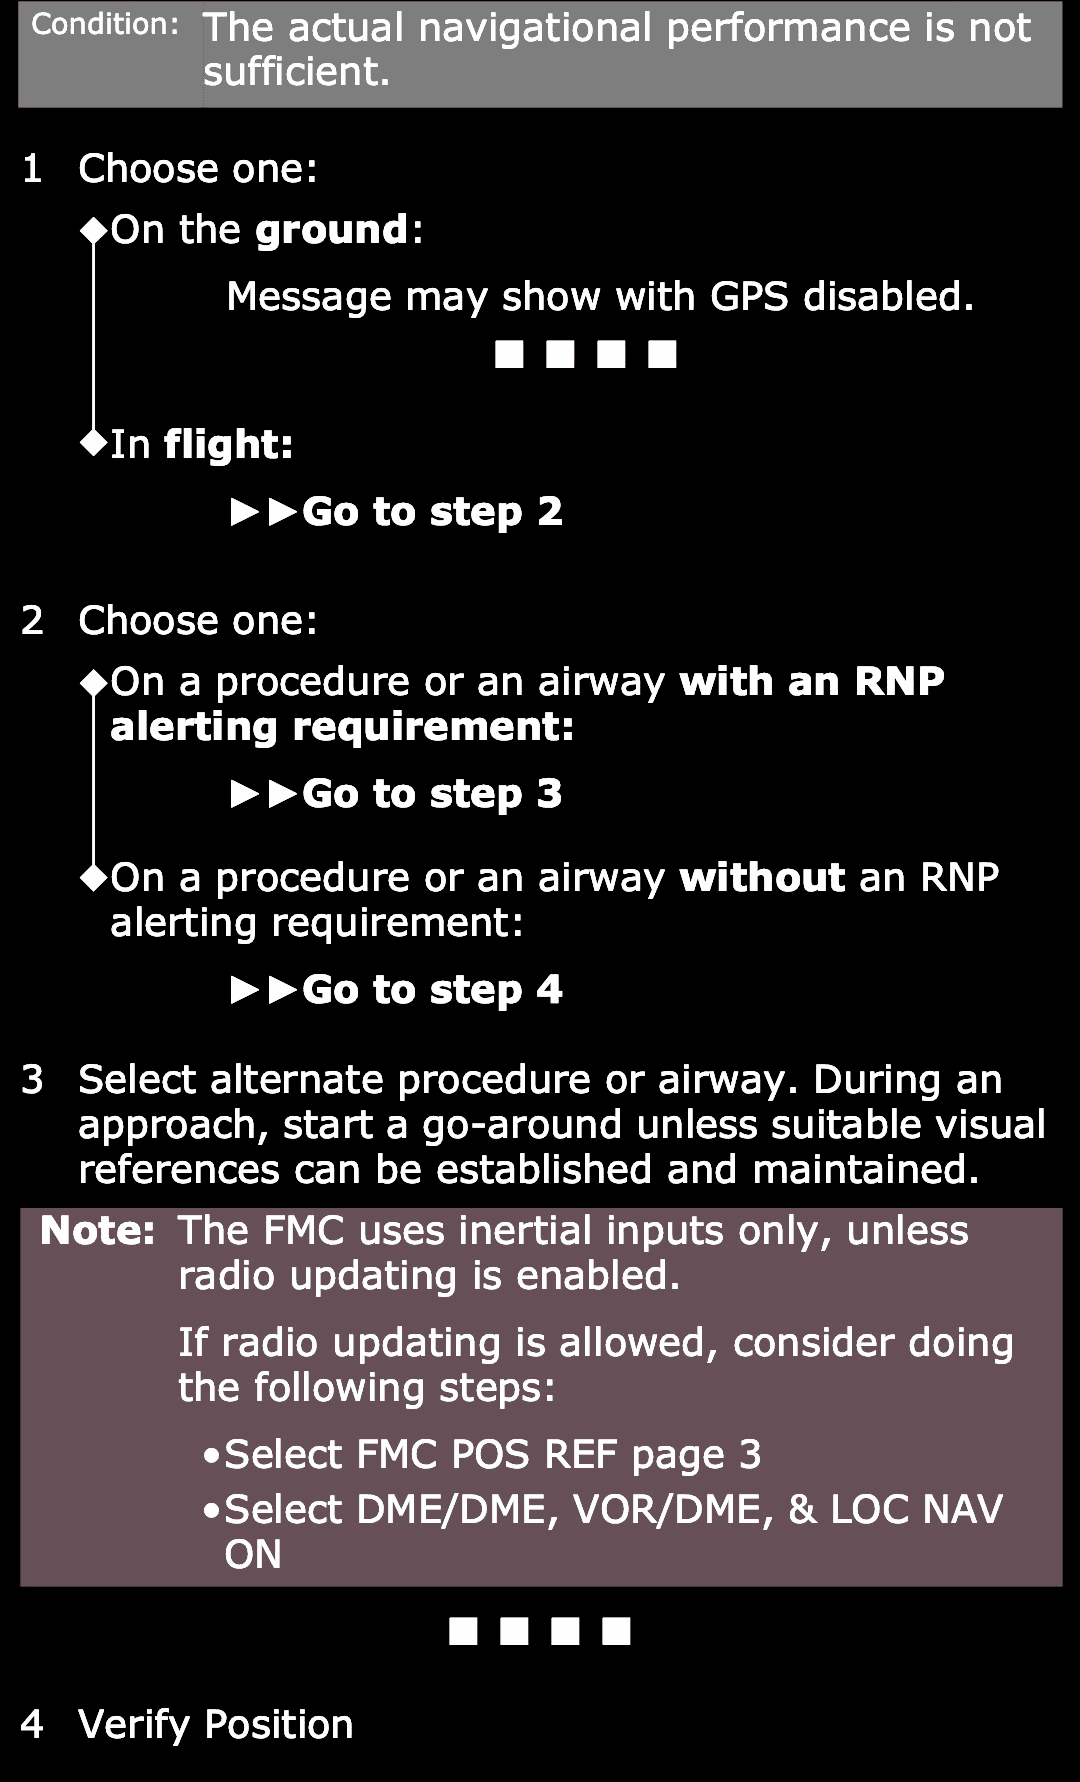 Condition: The actual navigational performance is not
sufficient.
1 Choose one:
◆On the ground:
Message may show with GPS disabled.
■ ■ ■ ■
◆In flight:
►►Go to step 2
2 Choose one:
◆On a procedure or an airway with an RNP
alerting requirement:
►►Go to step 3
◆On a procedure or an airway without an RNP
alerting requirement:
►►Go to step 4
3 Select alternate procedure or airway. During an
approach, start a go-around unless suitable visual
references can be established and maintained.
Note: The FMC uses inertial inputs only, unless
radio updating is enabled.
If radio updating is allowed, consider doing
the following steps:
•Select FMC POS REF page 3
•Select DME/DME, VOR/DME, & LOC NAV
ON
■ ■ ■ ■
4 Verify Position